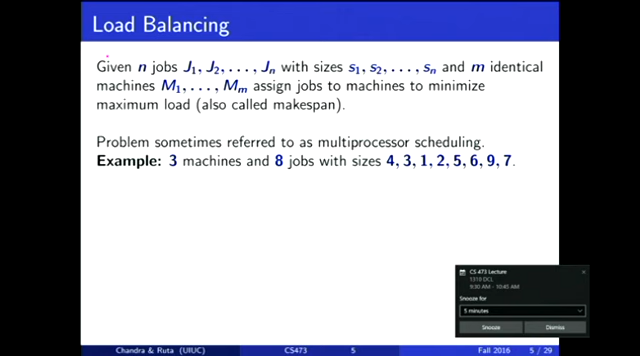 Load Balancing
Given n jobs J1, J2, . . . , Jn with sizes s1, s2, . . . , sn and m identical
machines M1, . . . , Mm assign jobs to machines to minimize
maximum load (also called makespan).
Problem sometimes referred to as multiprocessor scheduling.
Example: 3 machines and 8 jobs with sizes 4, 3, 1, 2, 5, 6, 9, 7.
CS 473 Lecture
1310 DCL
9:30 AM - 10:45 AM
Snooze for
5 minutes
Snooze
Dismiss
Chandra & Ruta (UIUC)
CS473
5
Fall 2016
5 / 29